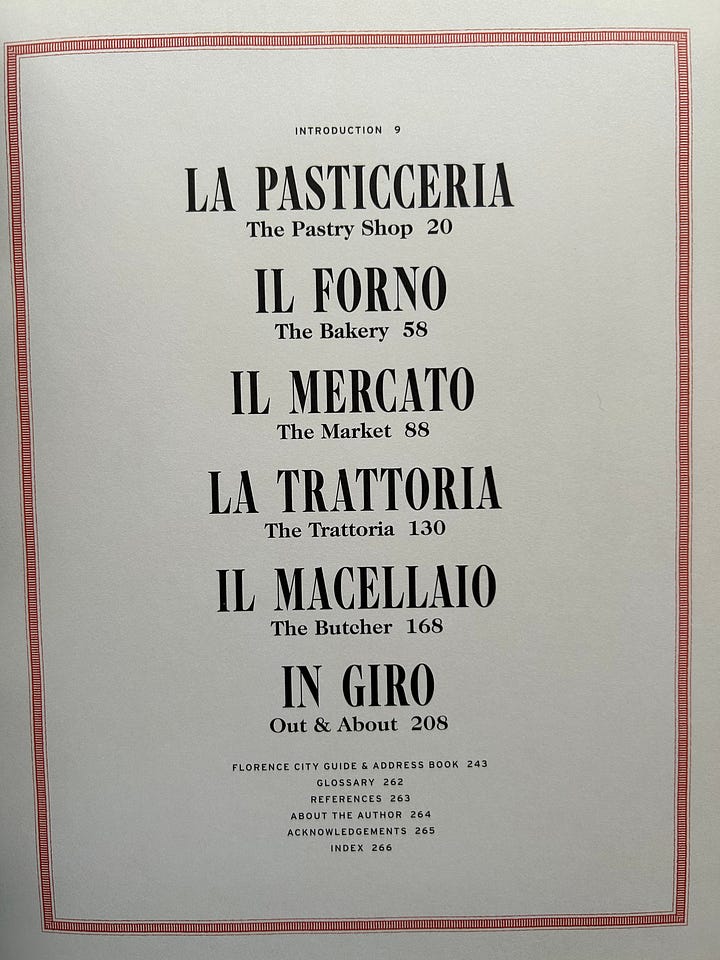 INTRODUCTION 9
LA PASTICCERIA
The Pastry Shop 20
IL FORNO
The Bakery 58
IL MERCATO
The Market 88
LA TRATTORIA
The Trattoria 130
IL MACELLAIO
The Butcher 168
IN GIRO
Out & About 208
FLORENCE CITY GUIDE & ADDRESS BOOK 243
GLOSSARY 262
REFERENCES 263
ABOUT THE AUTHOR 264
ACKNOWLEDGEMENTS 265
INDEX 266